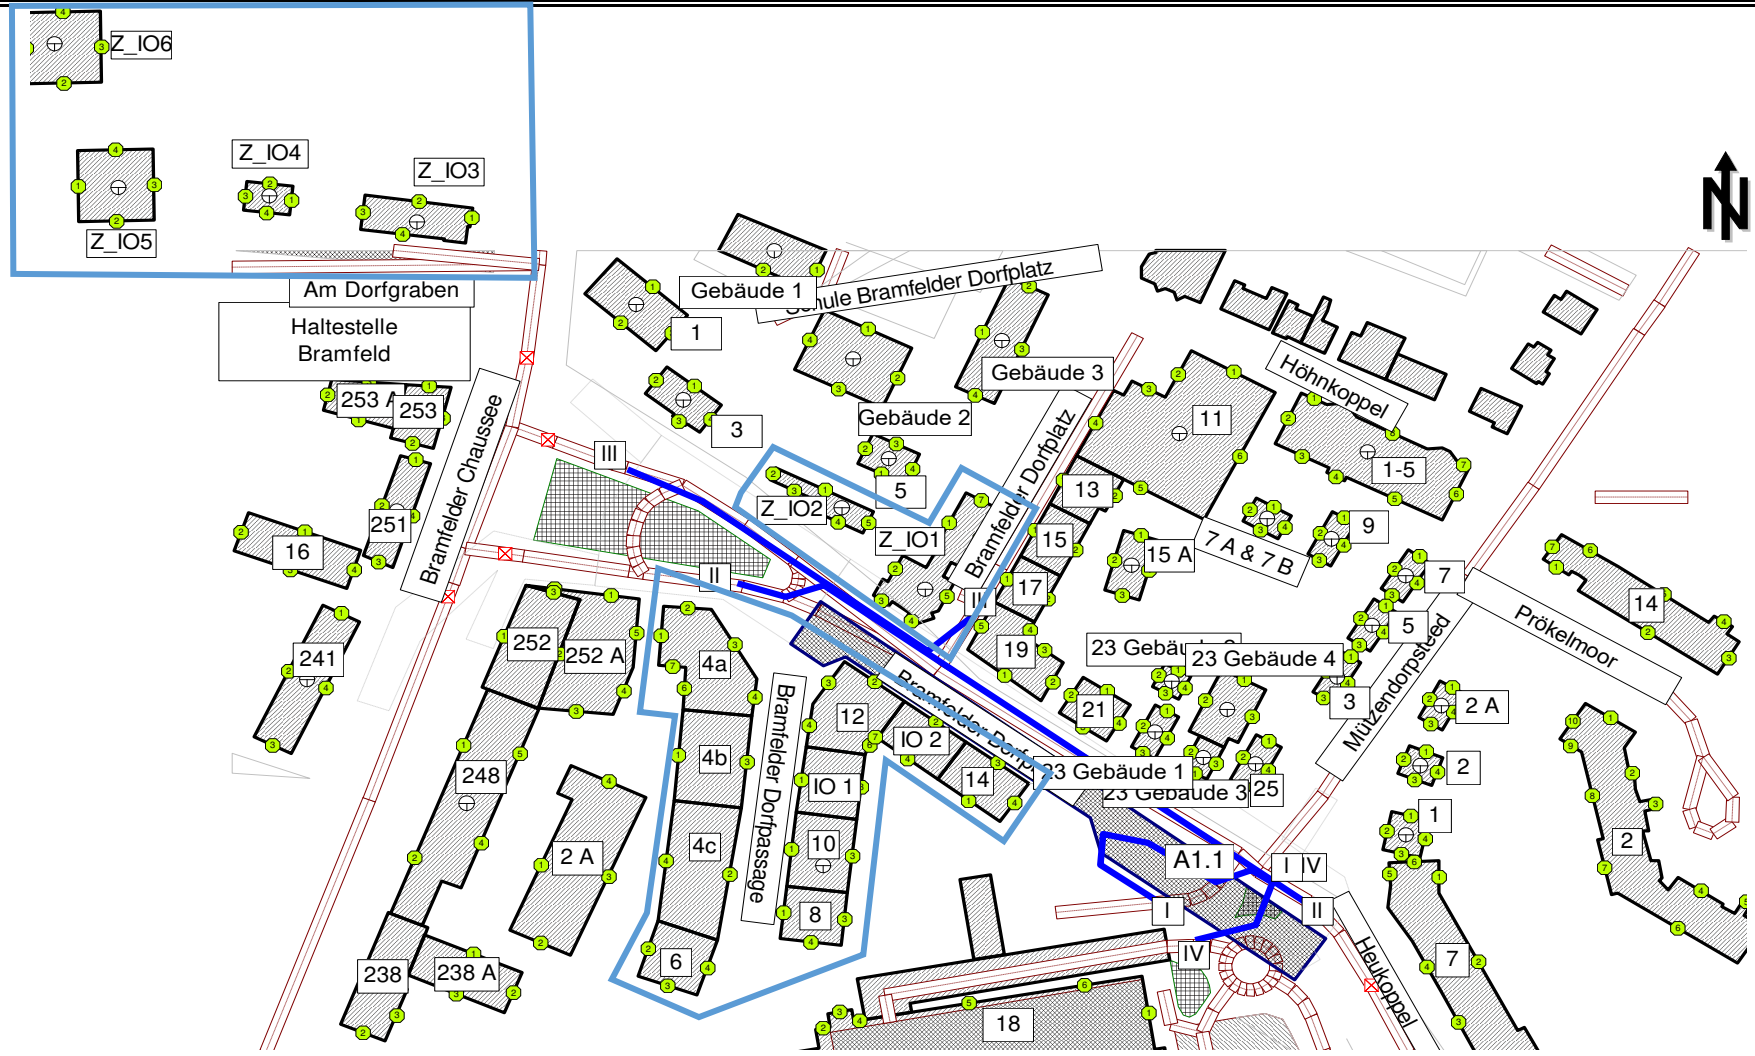 Z_IO6
Z_IO4
Z_IO3
Z_IO5
N
Am Dorfgraben
Haltestelle
Bramfeld
Gebäude 1
Schule Bramfelder Dorfplatz
1
Gebäude 3
Höhnkoppel
253 A
253
3
Gebäude 2
11
1-5
Bramfelder Chaussee
III
5
13
Z_IO2
Z_IO1
Bramfelder Dorfplatz
251
16
15
15 A
7 A & 7 B
9
II
17
III
7
14
Prökelmoor
5
241
252
252 A
4a
19
23 Gebäude 4
3
Mützendorpsteed
2 A
21
Bramfelder Dorfpassage
12
IO 2
Bramfelder Dorfpl
248
4b
IO 1
14
23 Gebäude 1
23 Gebäude 3
25
2
1
2
2 A
4c
10
A1.1
I
IV
8
I
II
6
238
238 A
IV
7
Heukoppel
18